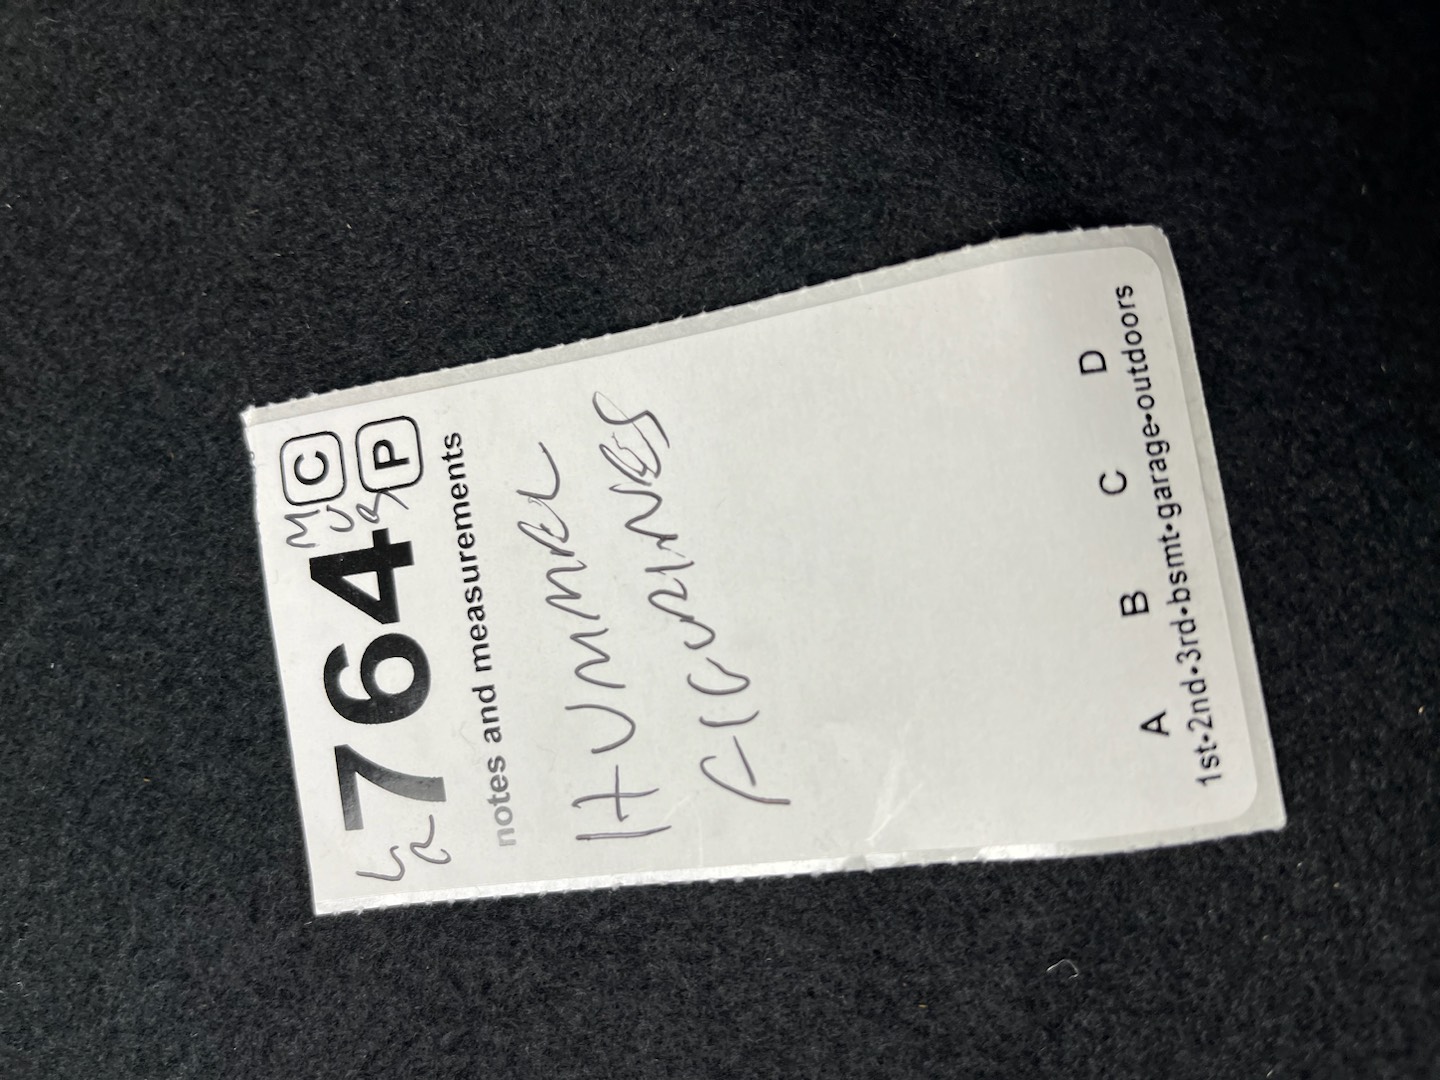 764 C
P
notes and measurements
HUMMEL
FIGURINES
A B C D
1st•2nd•3rd•bsmt•garage•outdoors